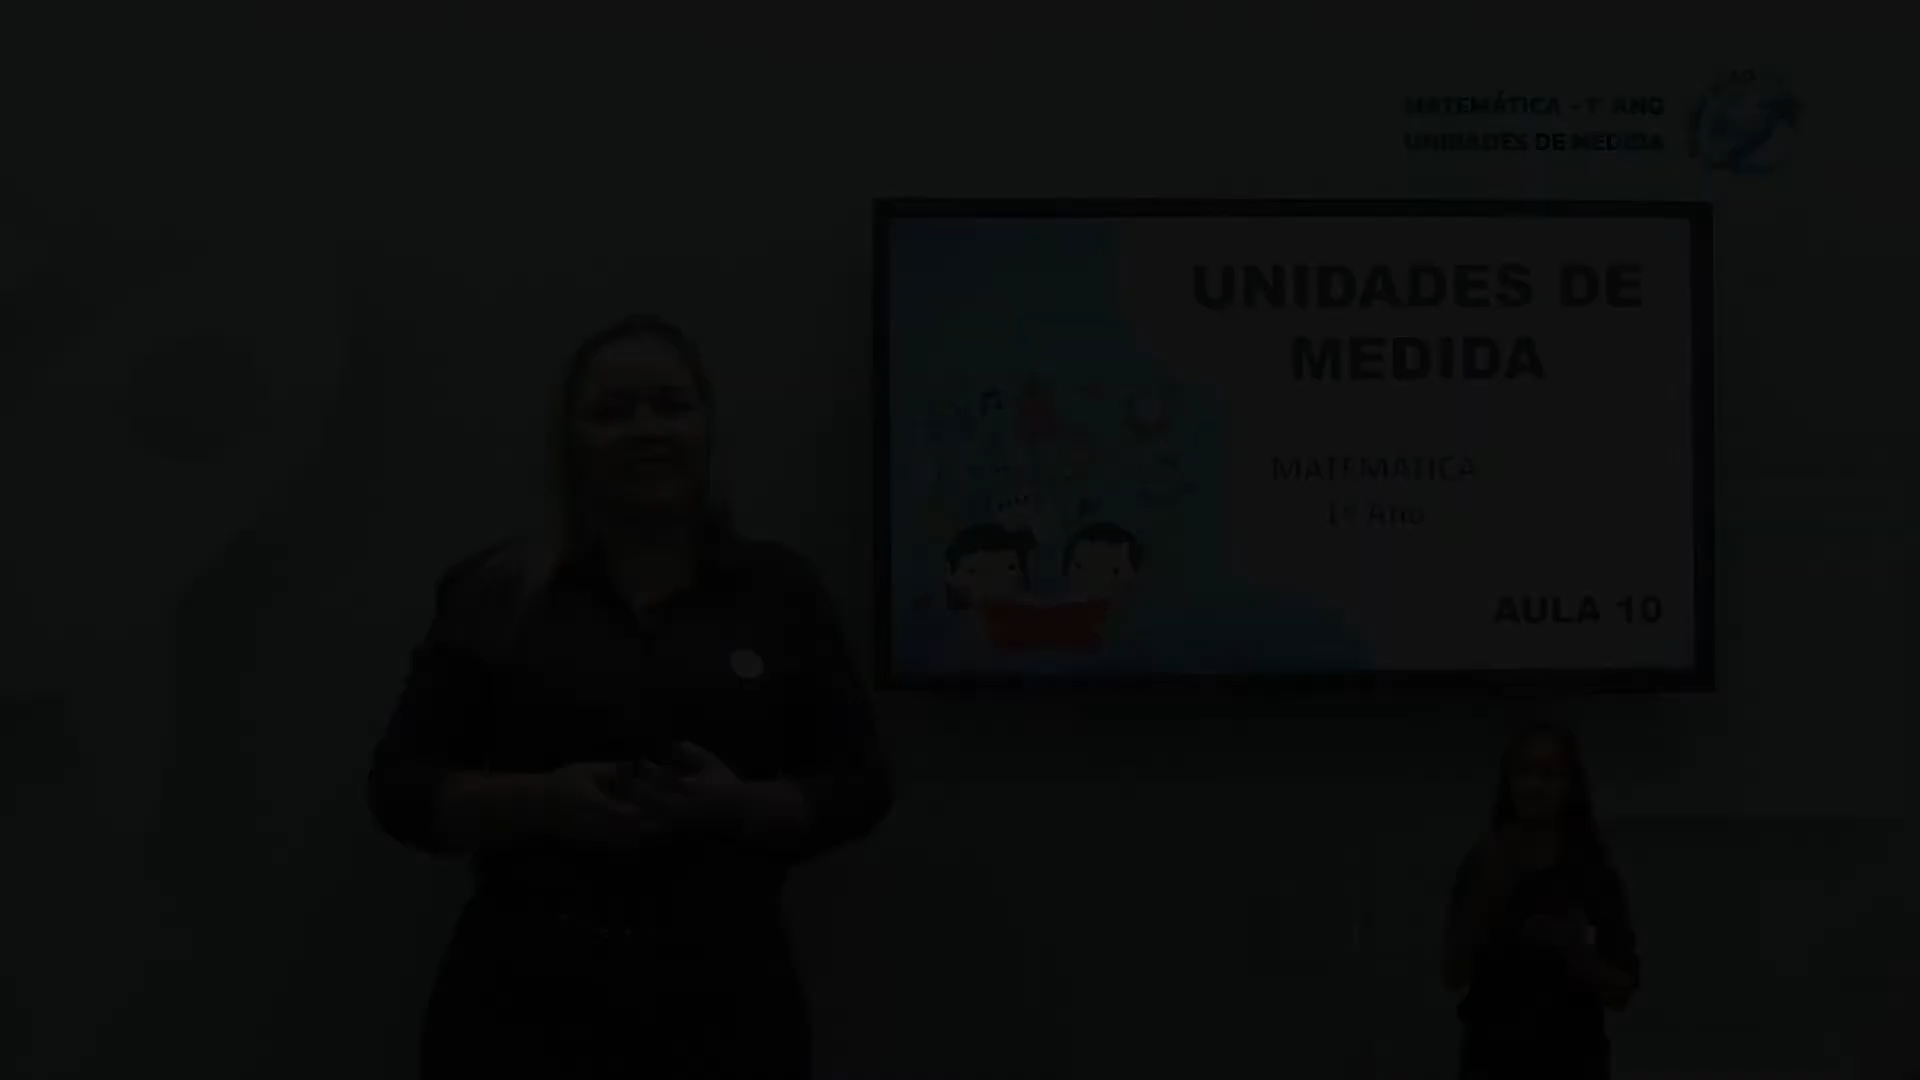 MATEMÁTICA - 1º ANO
UNIDADES DE MEDIDA
UNIDADES DE
MEDIDA
MATEMÁTICA
1º Ano
AULA 10